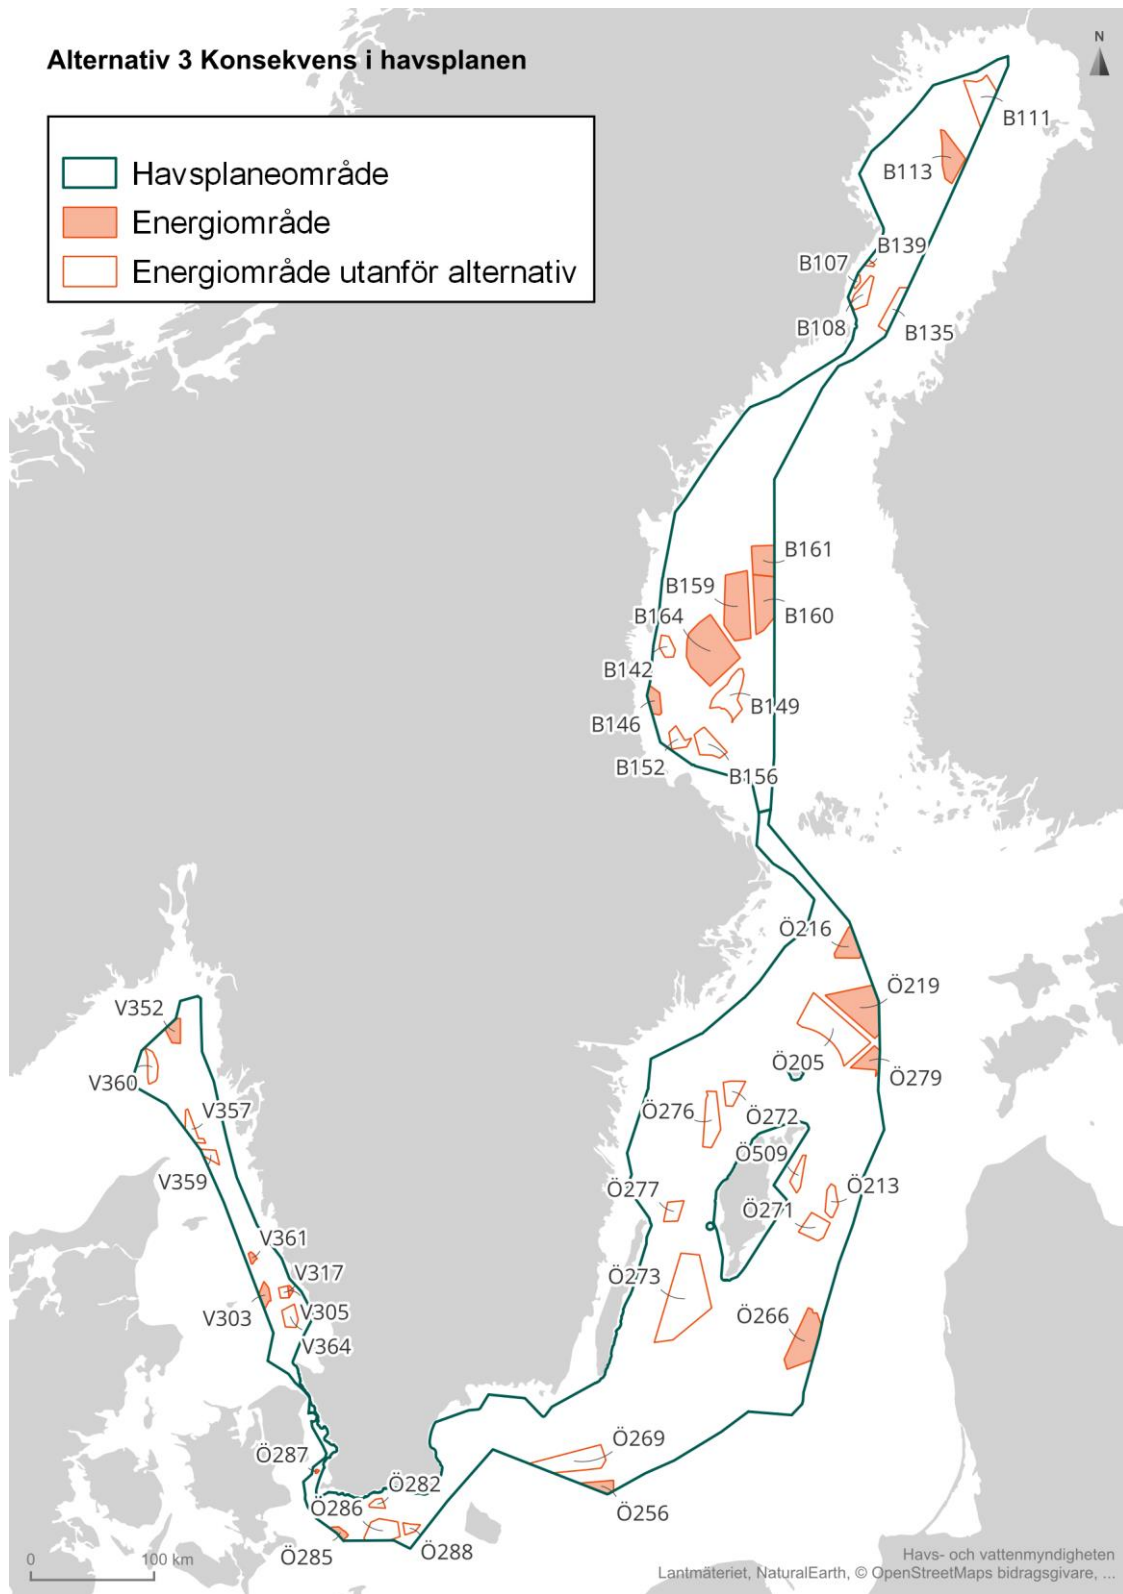 Alternativ 3 Konsekvens i havsplanen
N
Havsplaneområde
Energiområde
Energiområde utanför alternativ
B111
B113
B139
B107
B108
B135
B161
B159
B160
B164
B142
B149
B146
B152
B156
Ö216
Ö219
V352
Ö205
Ö279
V360
Ö276
Ö272
V357
Ö509
V359
Ö277
Ö213
Ö271
V361
V317
Ö273
V303
V305
Ö266
V364
Ö269
Ö287
Ö282
Ö286
Ö256
Ö285
Ö288
0 100 km
Havs- och vattenmyndigheten
Lantmäteriet, NaturalEarth, © OpenStreetMaps bidragsgivare, ...